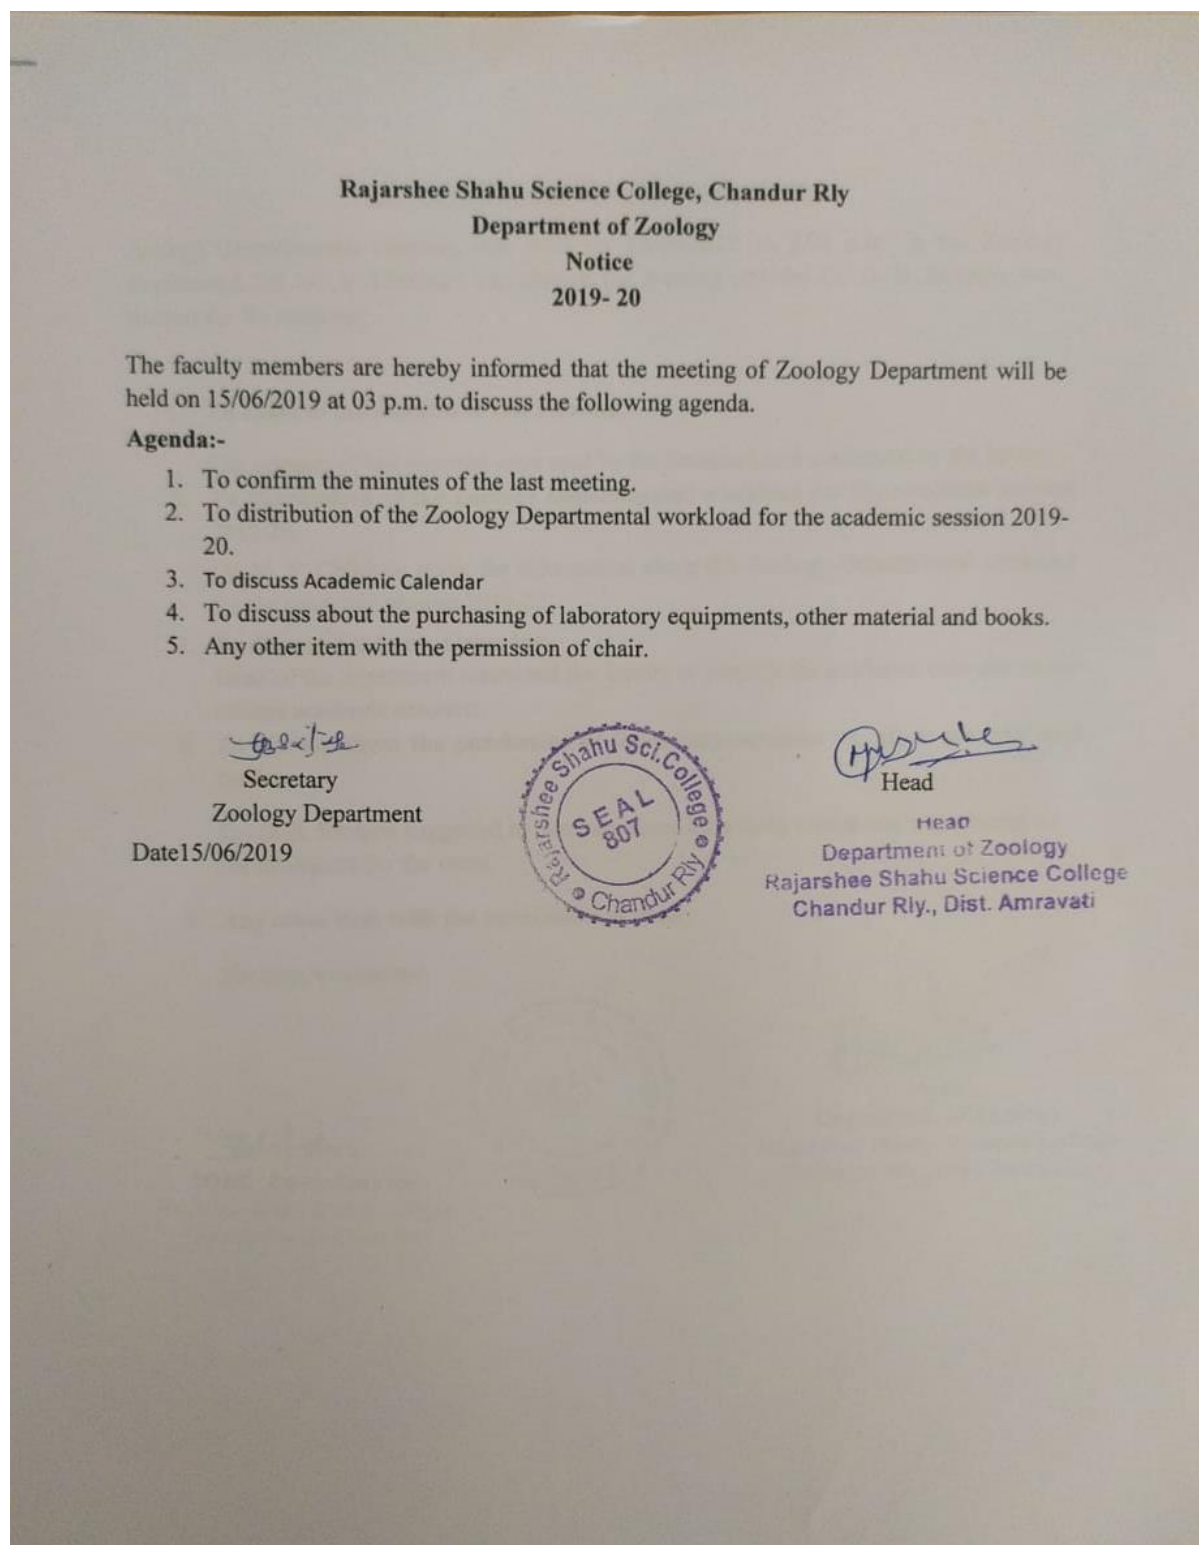 Rajarshee Shahu Science College, Chandur Rly
Department of Zoology
Notice
2019- 20
The faculty members are hereby informed that the meeting of Zoology Department will be
held on 15/06/2019 at 03 p.m. to discuss the following agenda.
Agenda:-
1. To confirm the minutes of the last meeting.
2. To distribution of the Zoology Departmental workload for the academic session 2019-
20.
3. To discuss Academic Calendar
4. To discuss about the purchasing of laboratory equipments, other material and books.
5. Any other item with the permission of chair.
Secretary
Zoology Department
Date15/06/2019
Rajarshee Shahu Sci.College
Chandur Rly
SEAL
807
Head
Head
Department of Zoology
Rajarshee Shahu Science College
Chandur Rly., Dist. Amravati